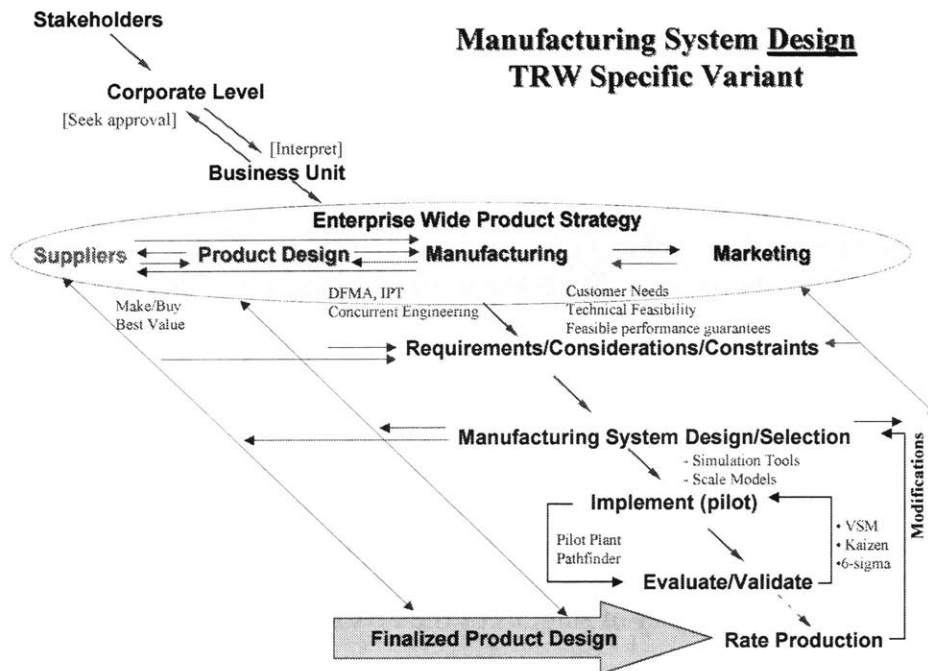 Stakeholders
Manufacturing System Design
TRW Specific Variant
Corporate Level
[Seek approval]
[Interpret]
Business Unit
Enterprise Wide Product Strategy
Suppliers Product Design Manufacturing Marketing
Make/Buy
Best Value
DFMA, IPT
Concurrent Engineering
Customer Needs
Technical Feasibility
Feasible performance guarantees
Requirements/Considerations/Constraints
Manufacturing System Design/Selection
- Simulation Tools
- Scale Models
Modifications
Implement (pilot)
Pilot Plant
Pathfinder
• VSM
• Kaizen
•6-sigma
Evaluate/Validate
Finalized Product Design
Rate Production